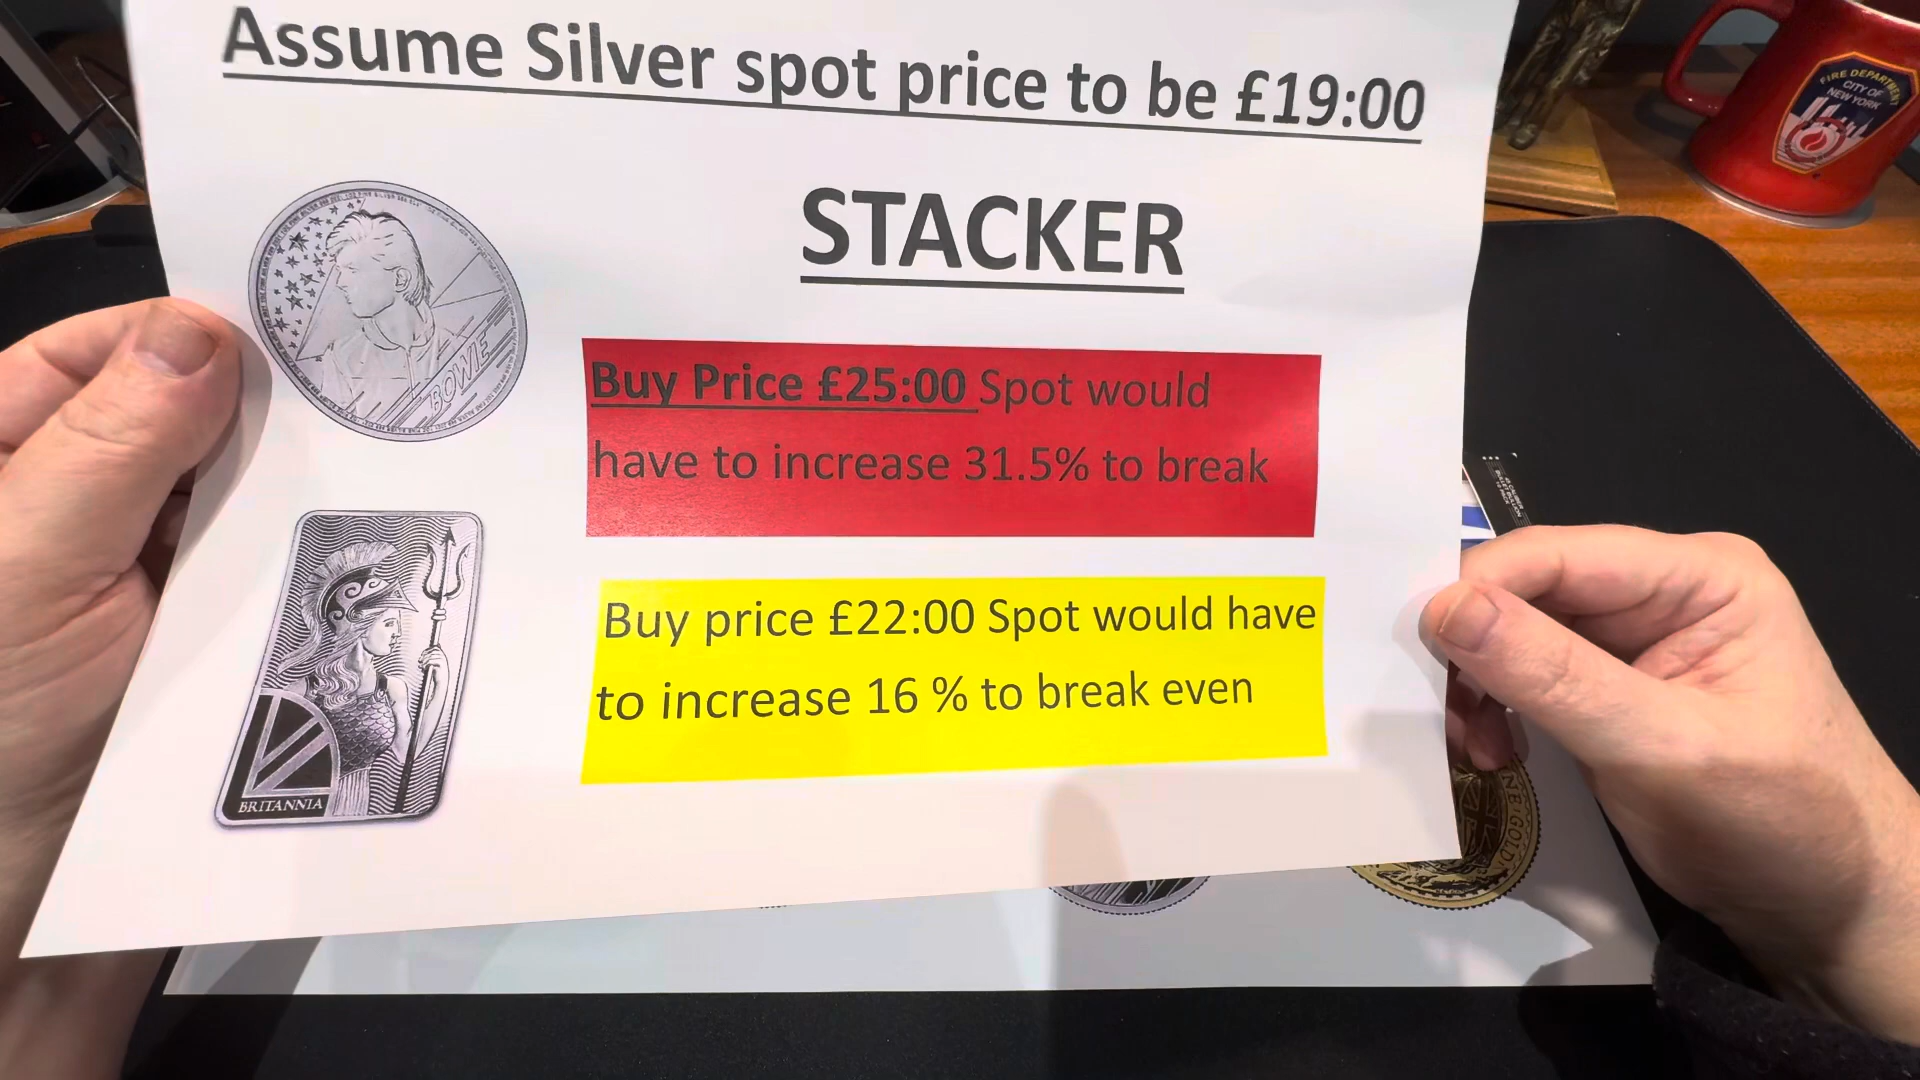 Assume Silver spot price to be £19:00
STACKER
BOWIE
Buy Price £25:00 Spot would
have to increase 31.5% to break
BRITANNIA
Buy price £22:00 Spot would have
to increase 16 % to break even
FIRE DEPARTMENT
CITY OF
NEW YORK
NE GOLD